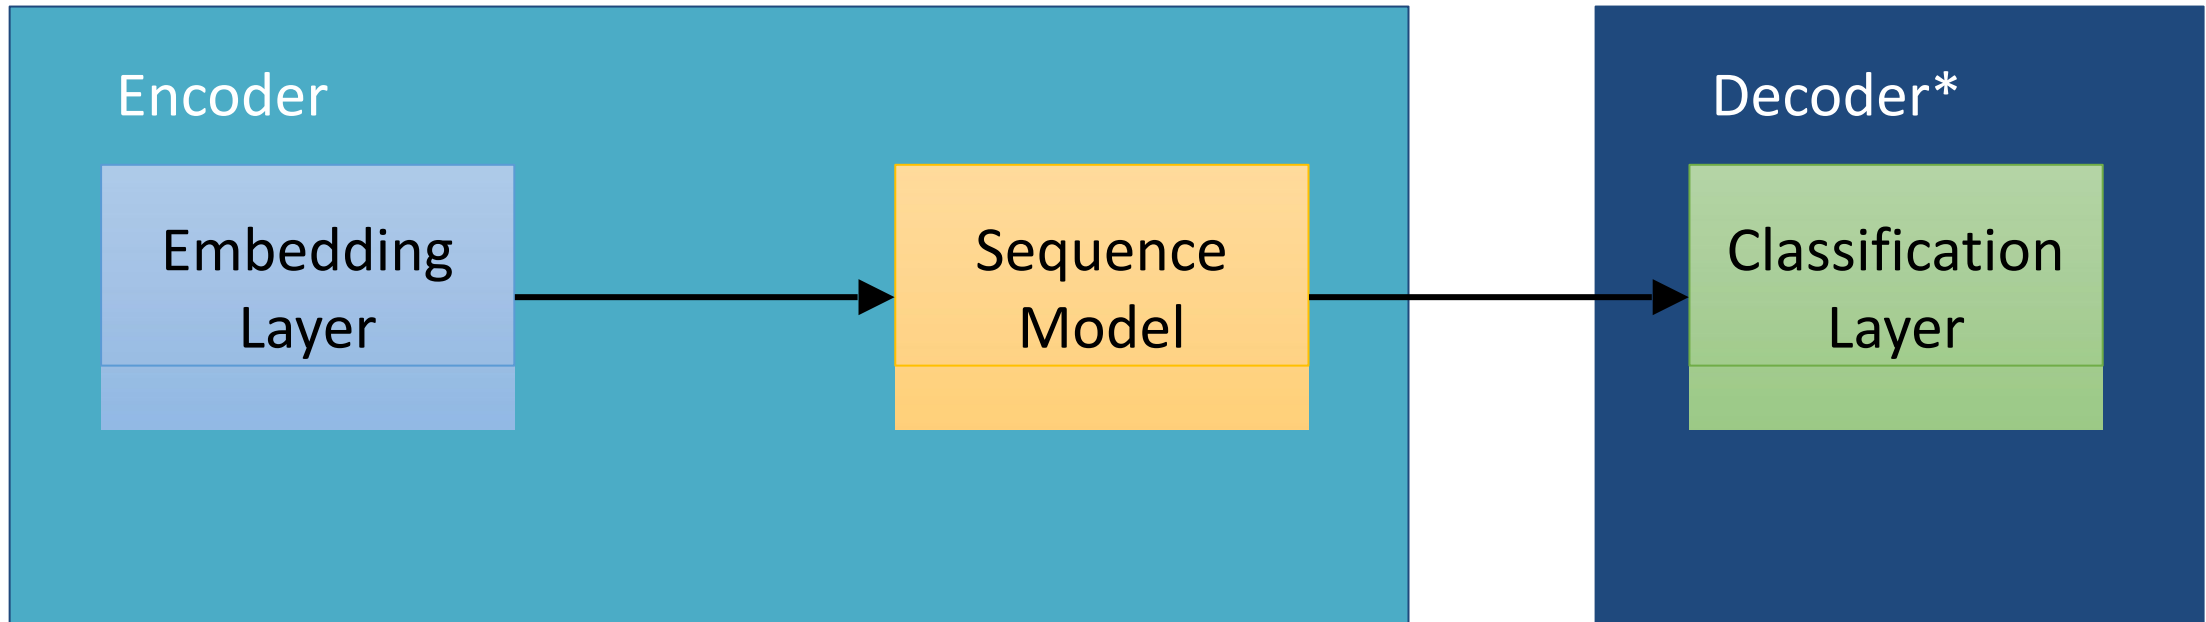 Encoder
Decoder*
Embedding
Layer
Sequence
Model
Classification
Layer